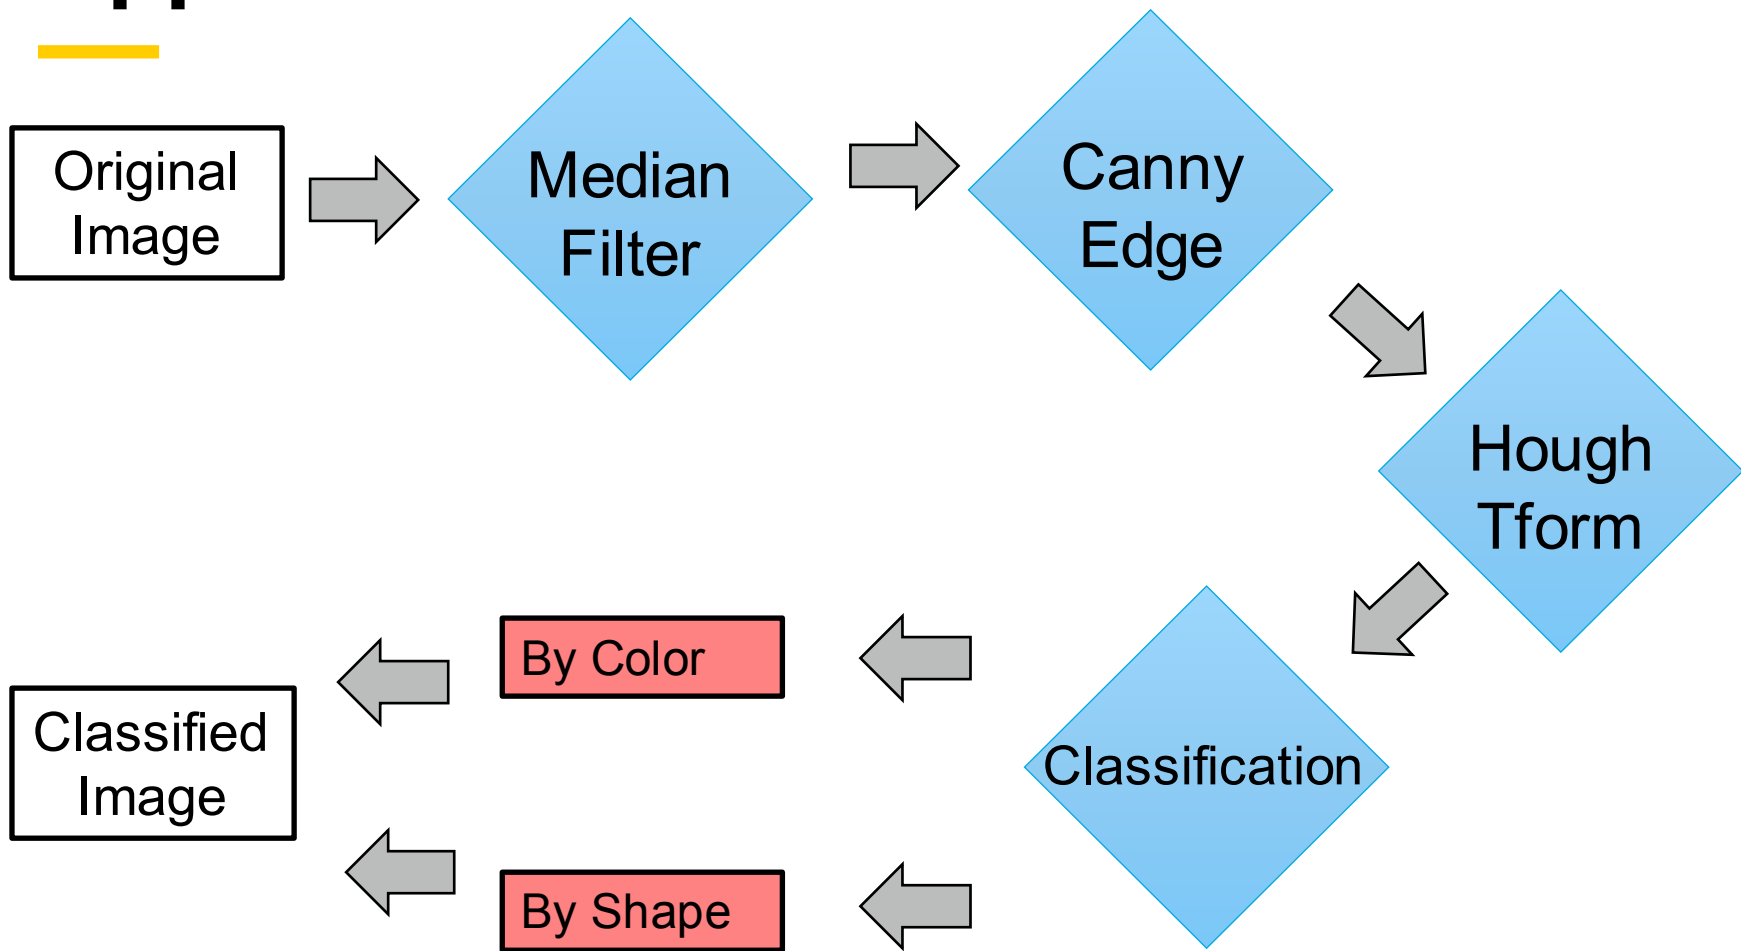 Original
Image
Median
Filter
Canny
Edge
Hough
Tform
Classification
By Color
By Shape
Classified
Image